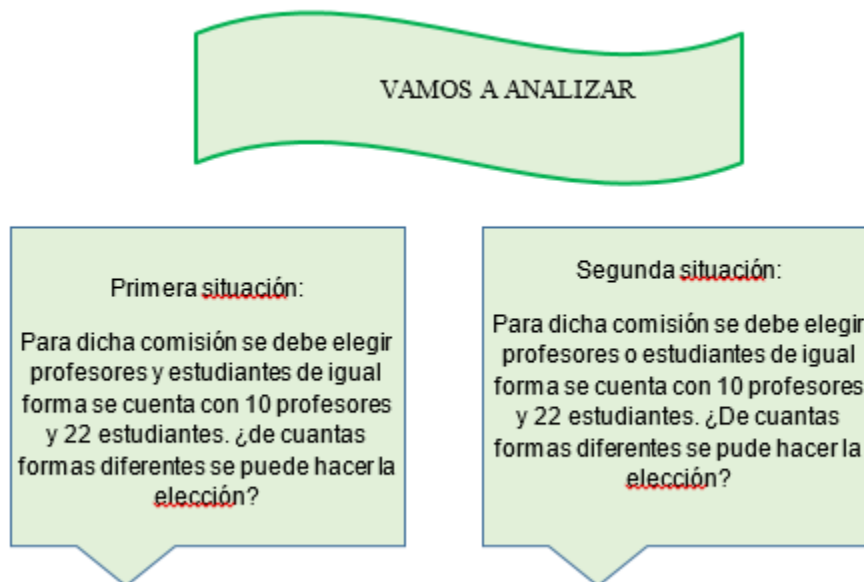 VAMOS A ANALIZAR
Primera situación:
Para dicha comisión se debe elegir
profesores y estudiantes de igual
forma se cuenta con 10 profesores
y 22 estudiantes. ¿de cuantas
formas diferentes se puede hacer la
elección?
Segunda situación:
Para dicha comisión se debe elegir
profesores o estudiantes de igual
forma se cuenta con 10 profesores
y 22 estudiantes. ¿De cuantas
formas diferentes se pude hacer la
elección?